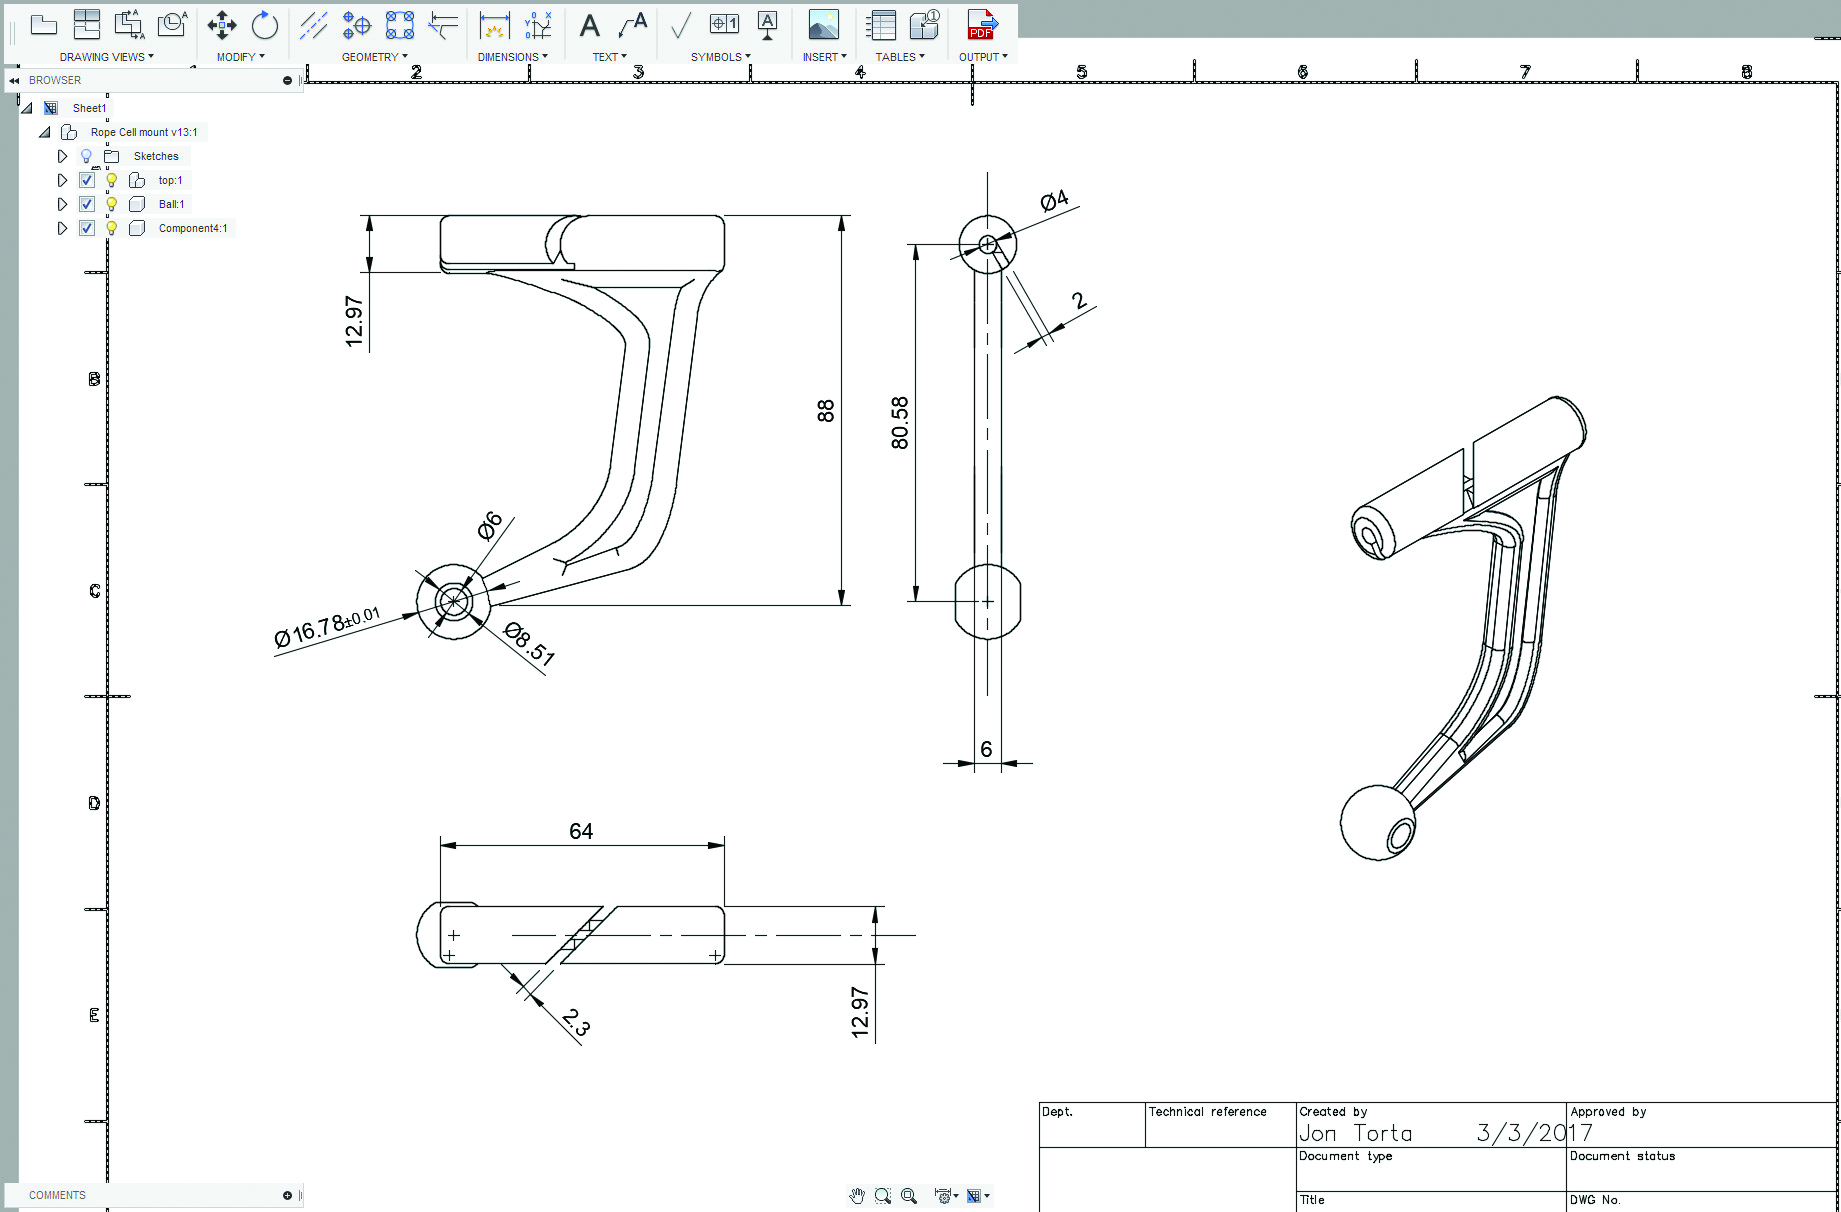 DRAWING VIEWS
MODIFY
GEOMETRY
DIMENSIONS
TEXT
SYMBOLS
INSERT
TABLES
OUTPUT
PDF
BROWSER
2
3
4
5
6
7
8
Sheet1
Rope Cell mount v13:1
Sketches
top:1
Ball:1
Component4:1
Ø4
12.97
2
B
88
80.58
Ø6
C
Ø16.78±0.01
Ø8.51
6
D
64
12.97
E
2.3
Dept.
Technical reference
Created by
Approved by
Jon Torta 3/3/2017
Document type
Document status
Title
DWG No.
COMMENTS